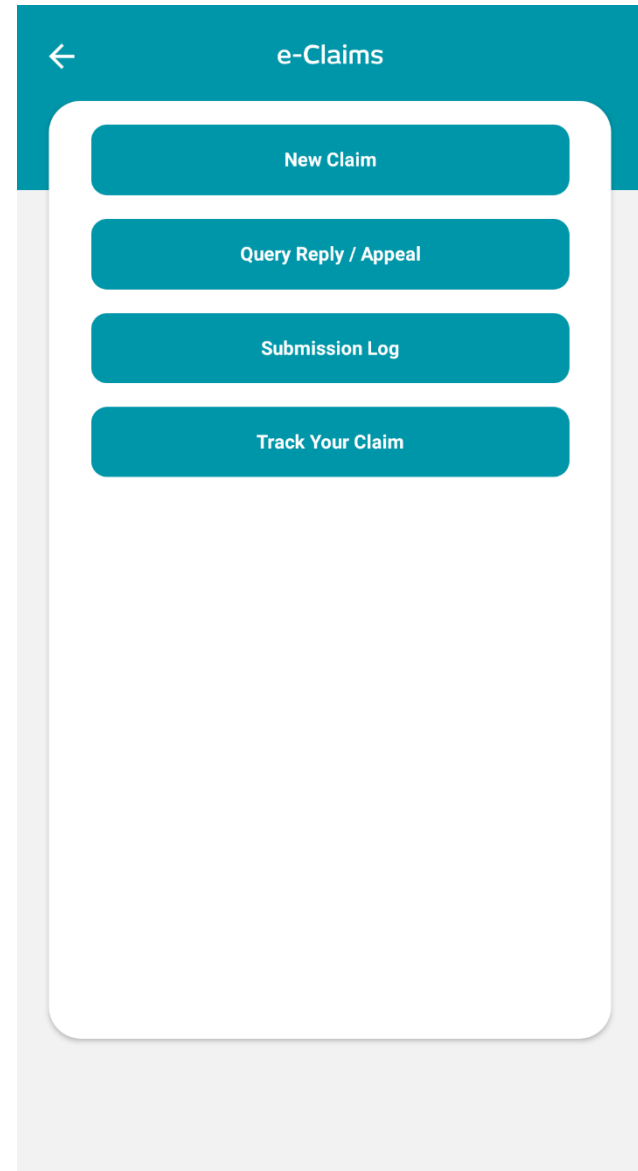 e-Claims
New Claim
Query Reply / Appeal
Submission Log
Track Your Claim